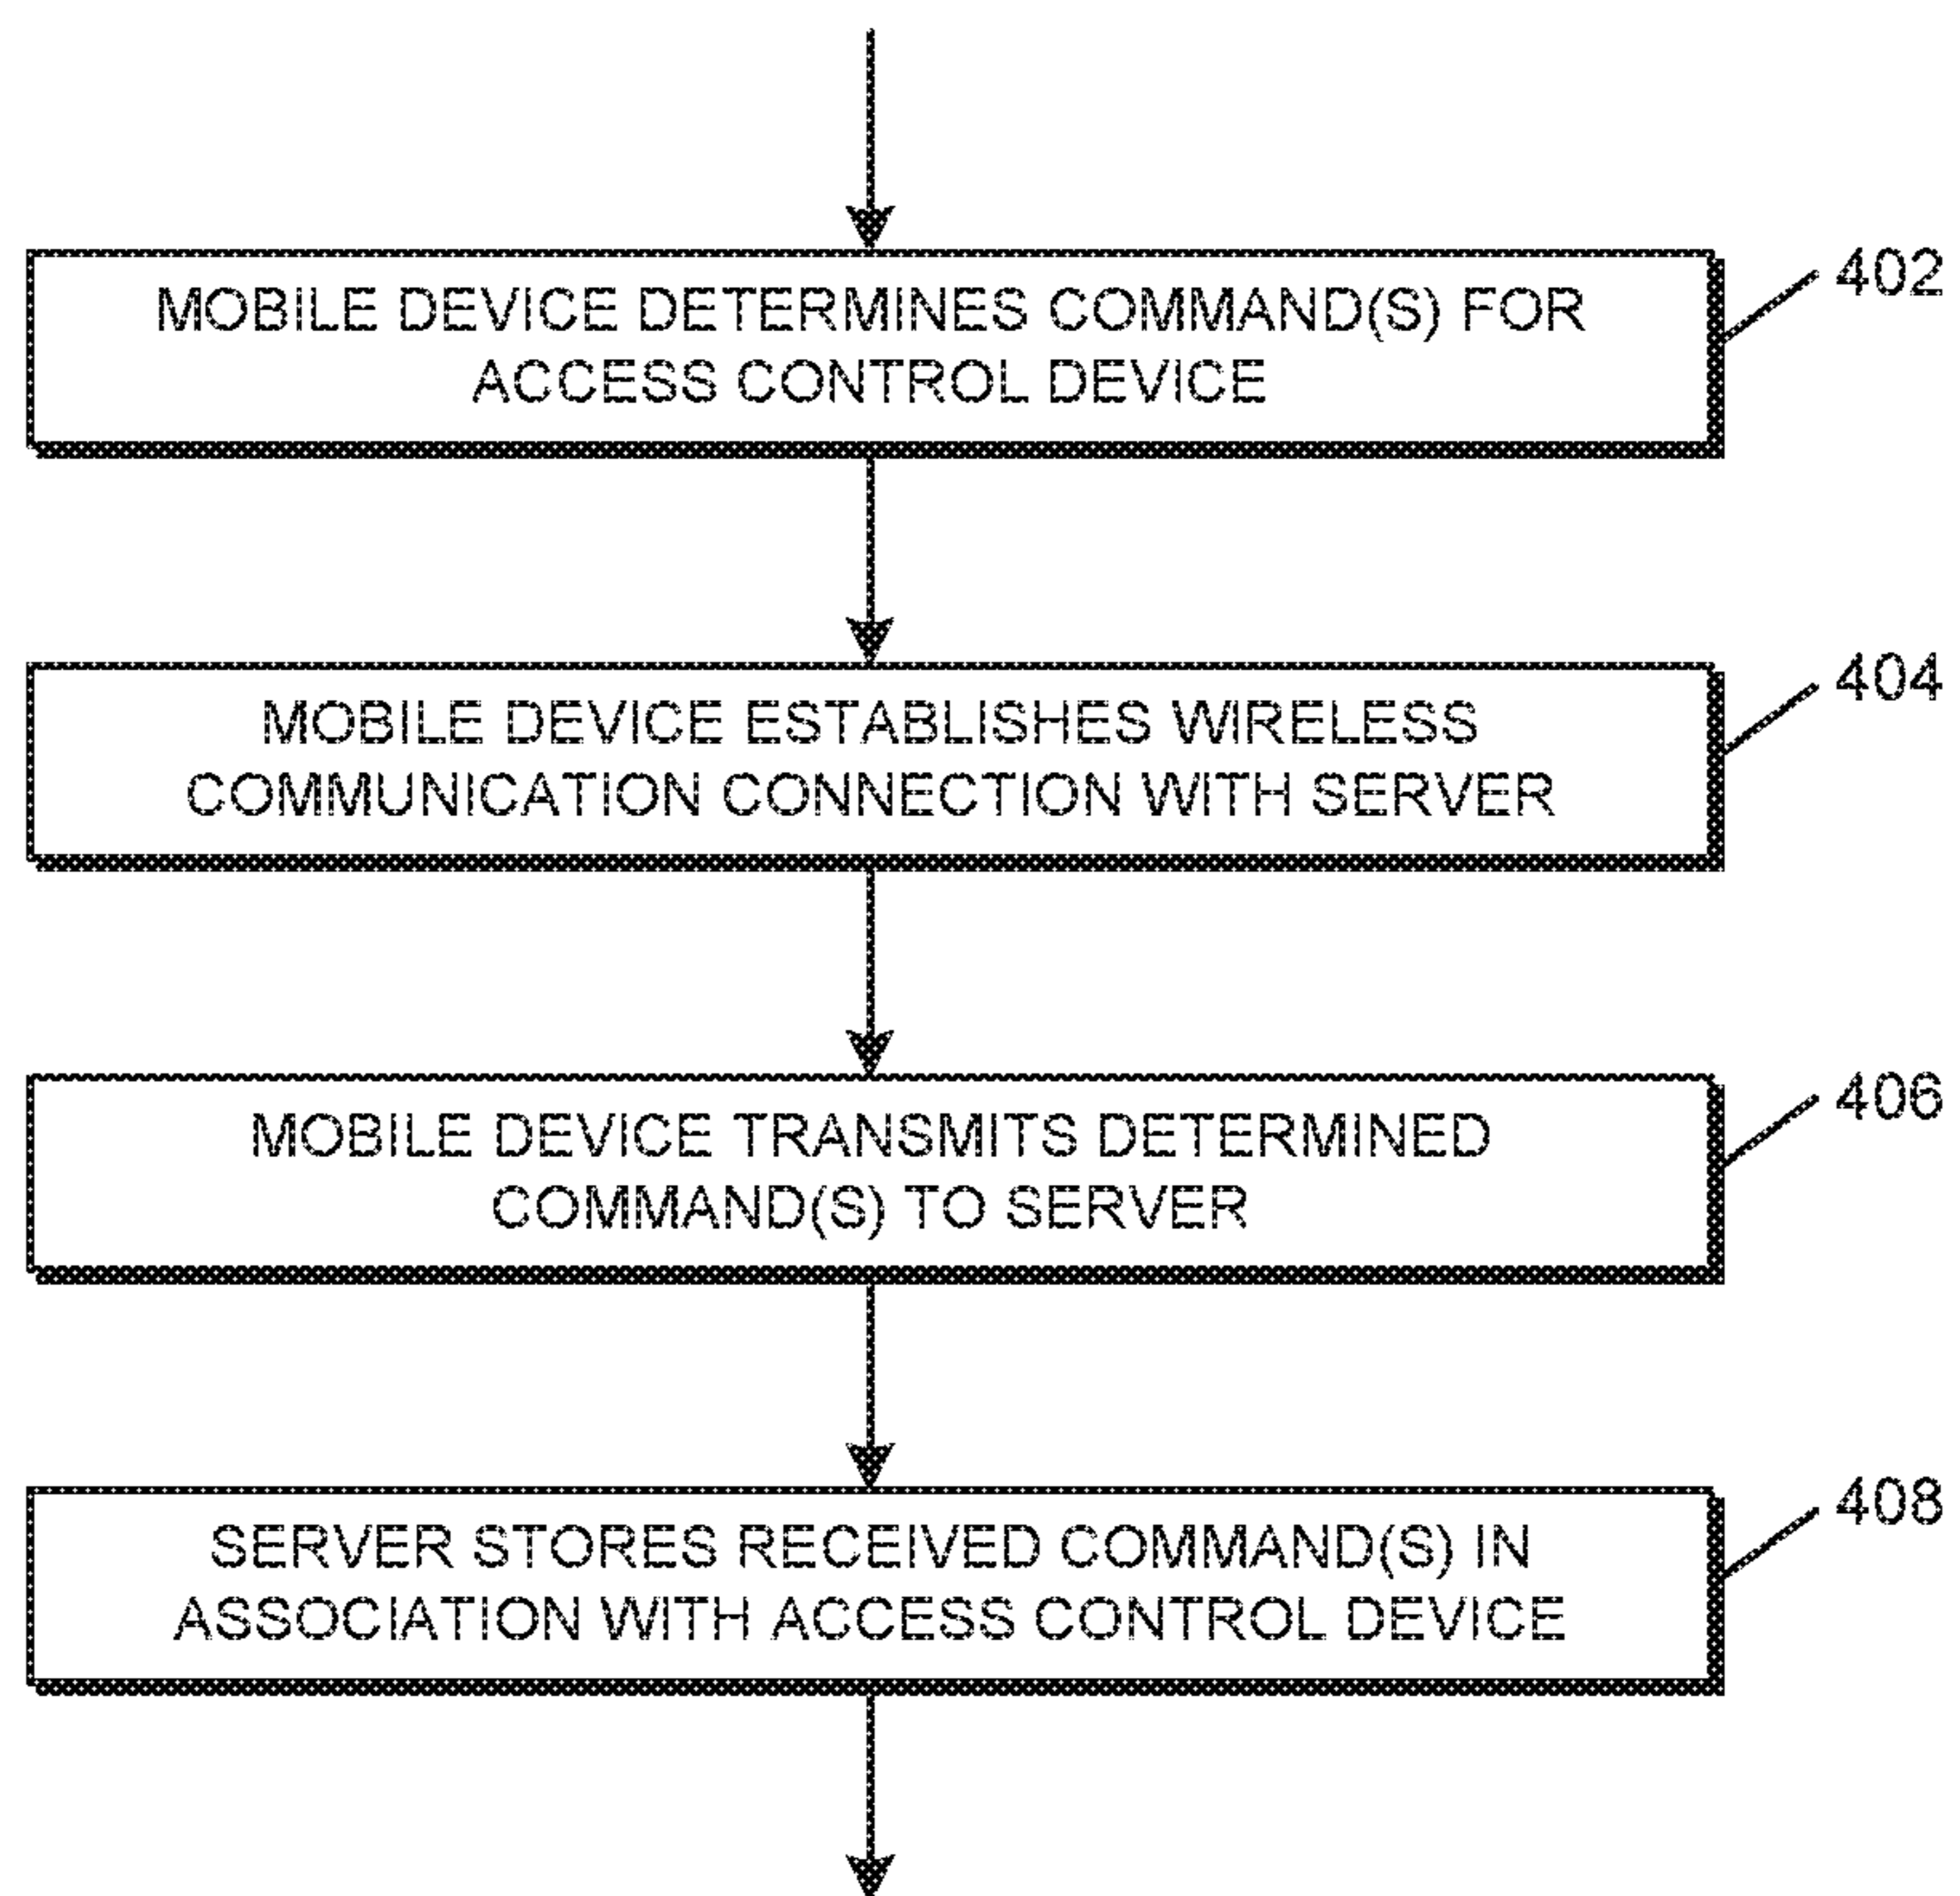 MOBILE DEVICE DETERMINES COMMAND(S) FOR
ACCESS CONTROL DEVICE
402
MOBILE DEVICE ESTABLISHES WIRELESS
COMMUNICATION CONNECTION WITH SERVER
404
MOBILE DEVICE TRANSMITS DETERMINED
COMMAND(S) TO SERVER
406
SERVER STORES RECEIVED COMMAND(S) IN
ASSOCIATION WITH ACCESS CONTROL DEVICE
408